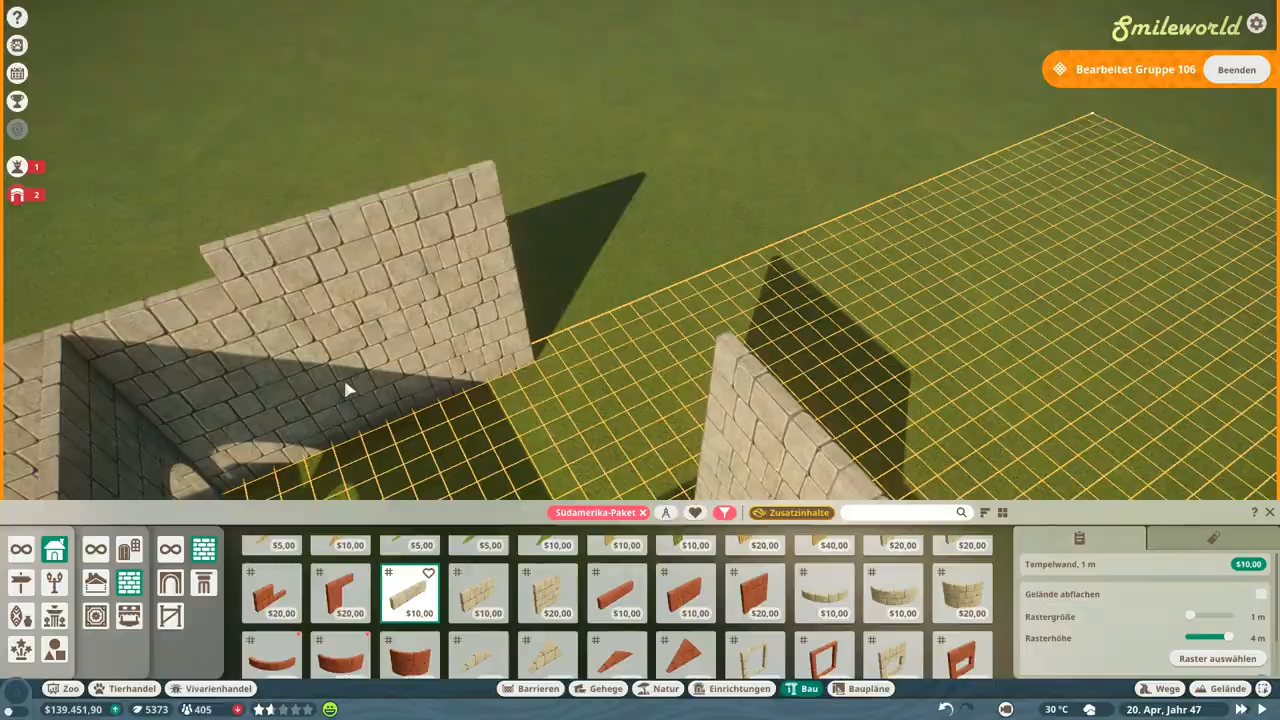 ?
Smileworld
Bearbeitet Gruppe 106
Beenden
1
2
Südamerika-Paket ×
Zusatzinhalte
? ×
$5,00 $10,00 $5,00 $5,00 $10,00 $10,00 $10,00 $20,00 $40,00 $20,00 $20,00
$20,00 $20,00 $10,00 $10,00 $20,00 $10,00 $10,00 $20,00 $10,00 $10,00 $20,00
Tempelwand, 1 m $10,00
Gelände abflachen
Rastergröße 1 m
Rasterhöhe 4 m
Raster auswählen
Zoo Tierhandel Vivarienhandel Barrieren Gehege Natur Einrichtungen Bau Baupläne Wege Gelände
$139.451,90 5373 405 30 °C 20. Apr, Jahr 47